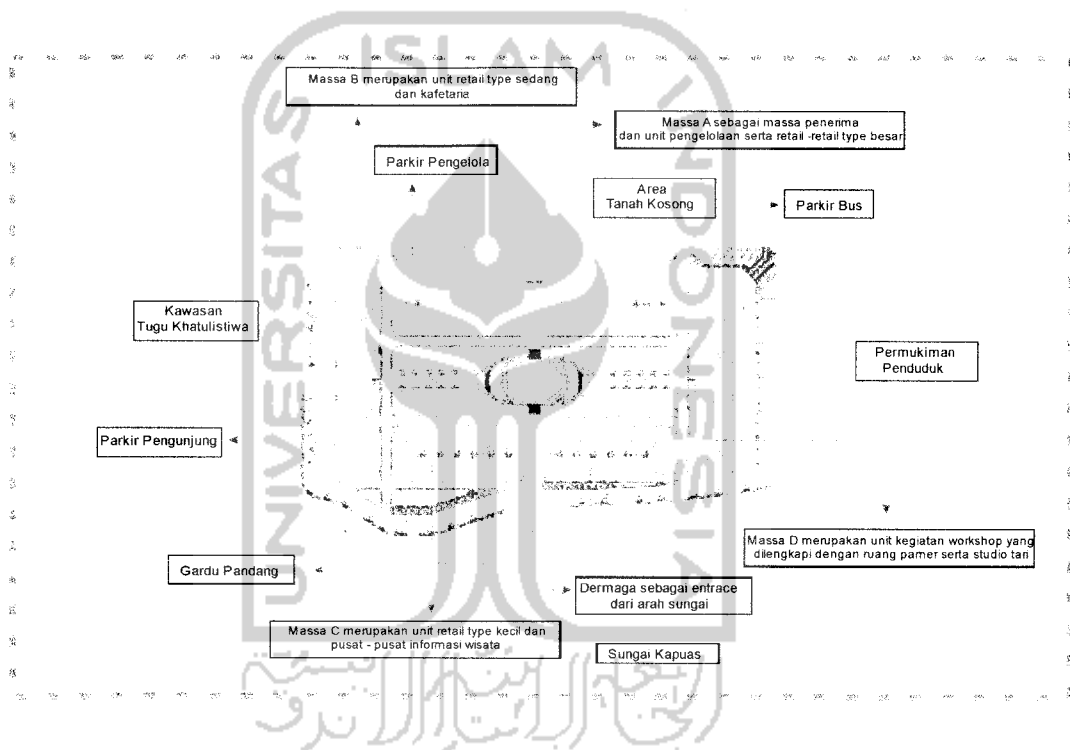 UNIVERSITAS
ISLAM
INDONESIA
Massa B merupakan unit retail type sedang
dan kafetaria
Massa A sebagai massa penerima
dan unit pengelolaan serta retail -retail type besar
Parkir Pengelola
Area
Tanah Kosong
Parkir Bus
Kawasan
Tugu Khatulistiwa
Permukiman
Penduduk
Parkir Pengunjung
Massa D merupakan unit kegiatan workshop yang
dilengkapi dengan ruang pamer serta studio tari
Gardu Pandang
Dermaga sebagai entrace
dari arah sungai
Massa C merupakan unit retail type kecil dan
pusat - pusat informasi wisata
Sungai Kapuas